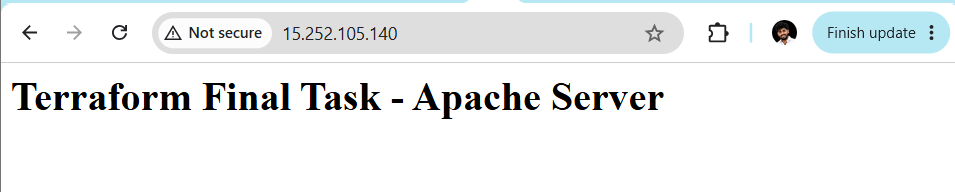 Not secure 15.252.105.140 Finish update
Terraform Final Task - Apache Server